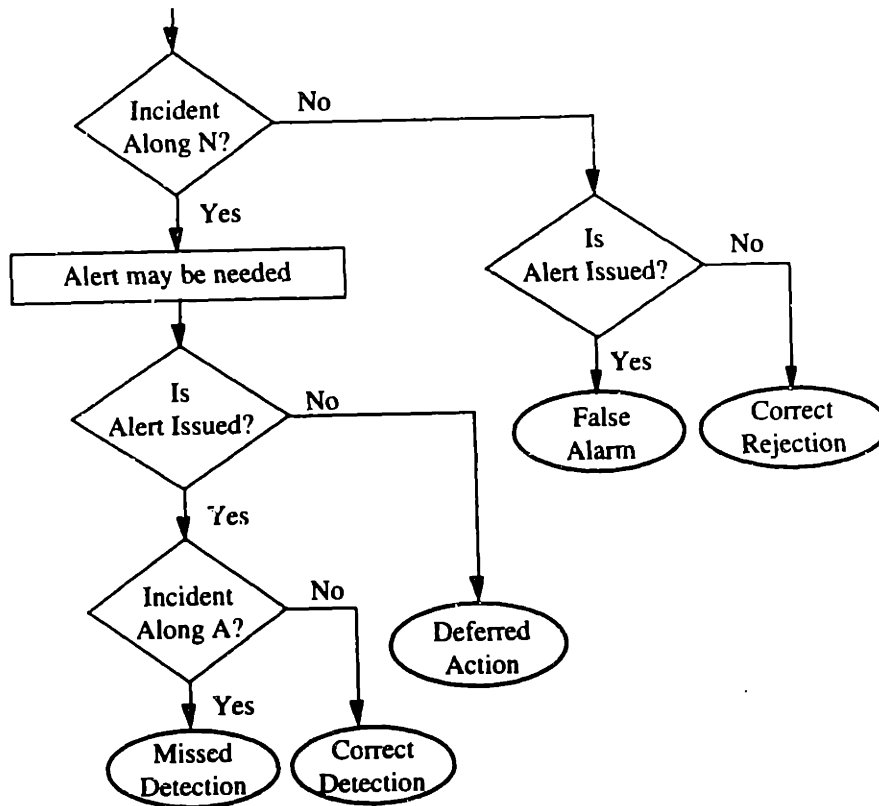 Incident
Along N?
No
Yes
Alert may be needed
Is
Alert Issued?
No
Yes
False
Alarm
Correct
Rejection
Is
Alert Issued?
No
Yes
Incident
Along A?
No
Yes
Deferred
Action
Missed
Detection
Correct
Detection